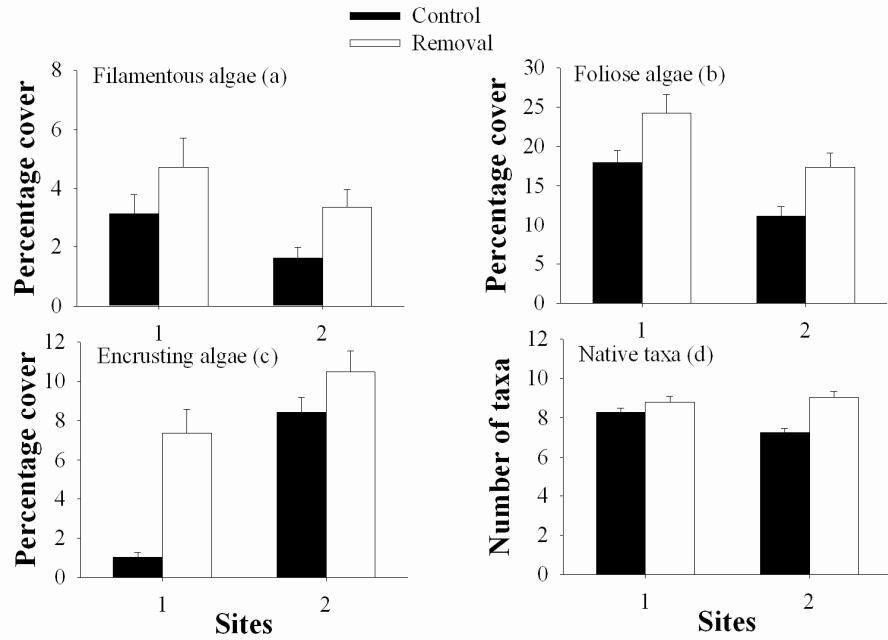 Control
Removal
Filamentous algae (a)
Percentage cover
8
6
4
2
0
1
2
Foliose algae (b)
Percentage cover
30
25
20
15
10
5
0
1
2
Encrusting algae (c)
Percentage cover
12
10
8
6
4
2
0
1
2
Sites
Native taxa (d)
Number of taxa
12
10
8
6
4
2
0
1
2
Sites